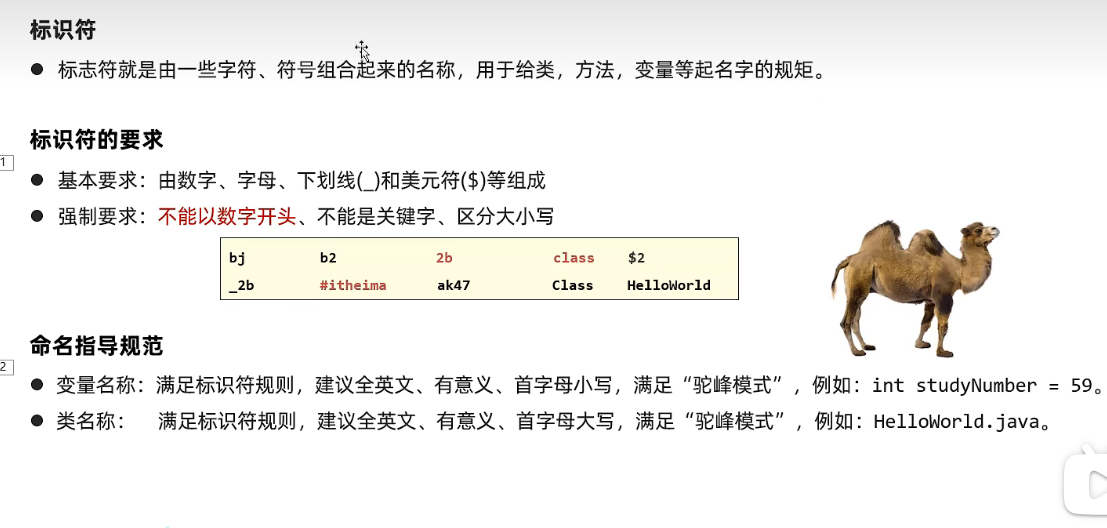 标识符
● 标志符就是由一些字符、符号组合起来的名称，用于给类，方法，变量等起名字的规矩。
标识符的要求
1
● 基本要求：由数字、字母、下划线(_)和美元符($)等组成
● 强制要求：不能以数字开头、不能是关键字、区分大小写
bj b2 2b class $2
_2b #itheima ak47 Class HelloWorld
命名指导规范
2
● 变量名称：满足标识符规则，建议全英文、有意义、首字母小写，满足“驼峰模式”，例如：int studyNumber = 59。
● 类名称： 满足标识符规则，建议全英文、有意义、首字母大写，满足“驼峰模式”，例如：HelloWorld.java。